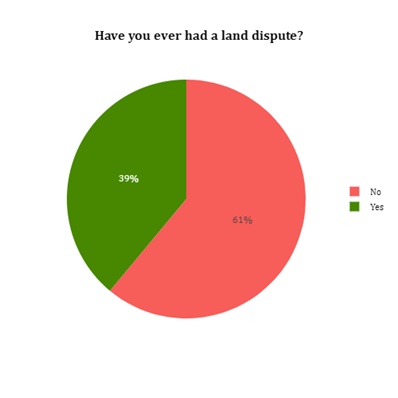 Have you ever had a land dispute?
39%
61%
No
Yes